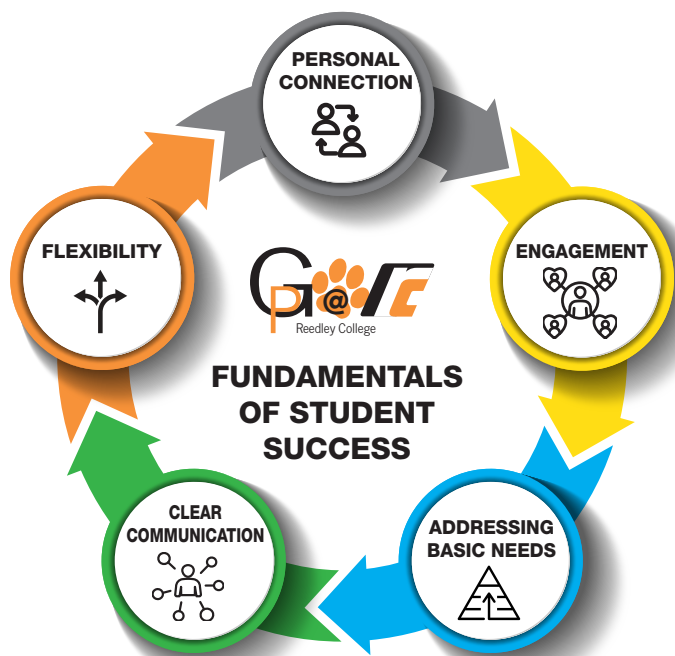 PERSONAL
CONNECTION
FLEXIBILITY
ENGAGEMENT
GP@RC
Reedley College
FUNDAMENTALS
OF STUDENT
SUCCESS
CLEAR
COMMUNICATION
ADDRESSING
BASIC NEEDS